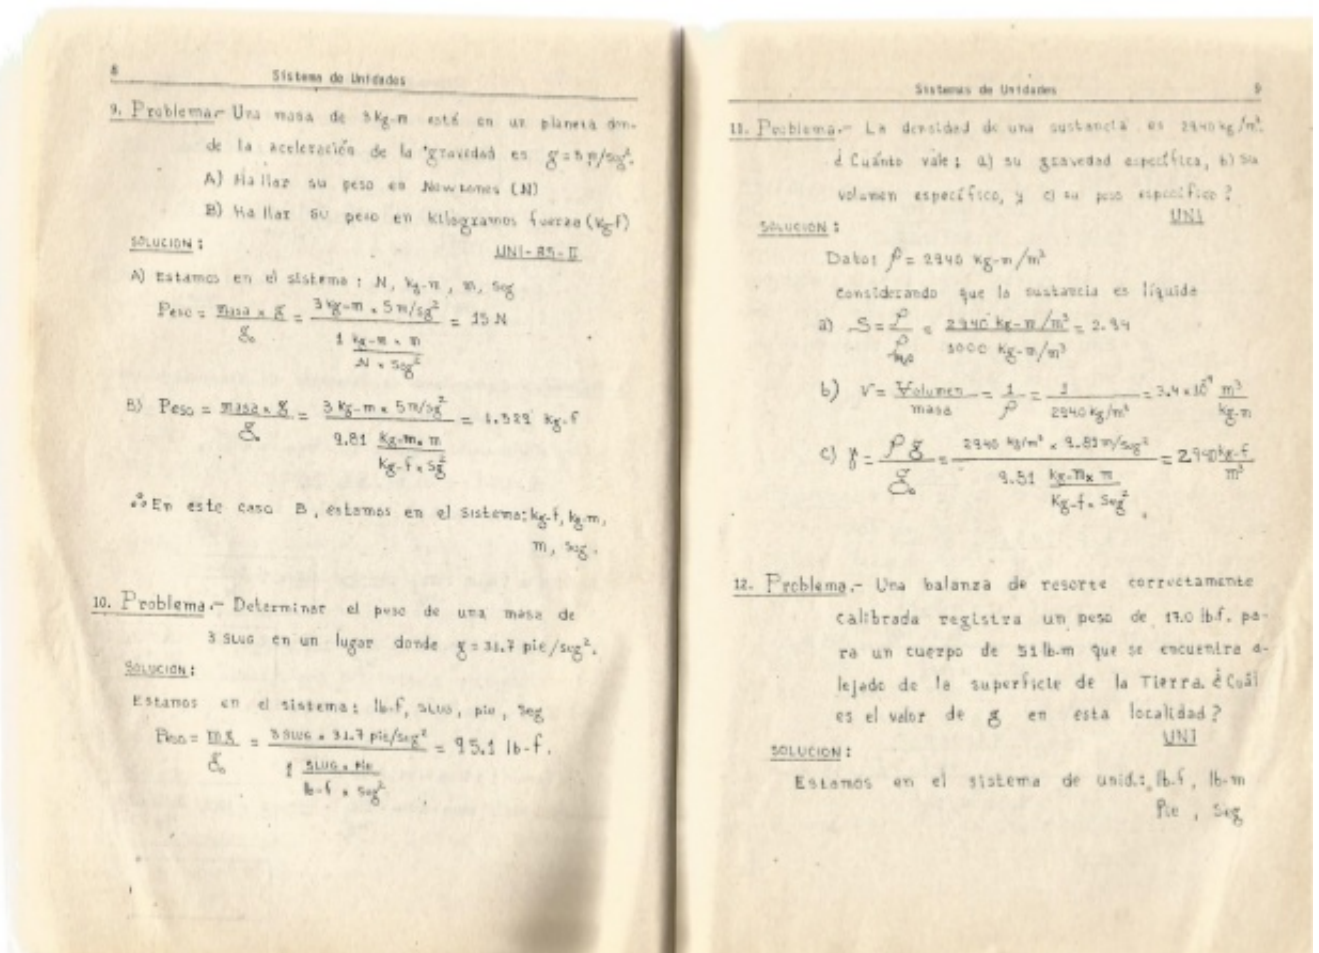 8
Sistema de Unidades
9. Problema.- Una masa de 3 kg-m está en un planeta don-
de la aceleración de la gravedad es g=5 m/seg².
A) Hallar su peso en Newtones (N)
B) Hallar su peso en kilogramos fuerza (kg-f)
SOLUCION:
UNI-85-II
A) Estamos en el sistema: N, kg-m, m, seg
Peso = masa x g / g₀ = 3 kg-m x 5 m/sg² / 1 kg-m x m / N x seg² = 15 N
B) Peso = masa x g / g₀ = 3 kg-m x 5 m/sg² / 9.81 kg-m x m / kg-f x sg² = 1.529 kg-f
∴ En este caso B, estamos en el sistema: kg-f, kg-m,
m, seg.
10. Problema.- Determinar el peso de una masa de
3 SLUG en un lugar donde g = 31.7 pie/seg².
SOLUCION:
Estamos en el sistema: lb-f, SLUG, pie, seg
Peso = mg / g₀ = 3 SLUG x 31.7 pie/seg² / 1 SLUG x pie / lb-f x seg² = 95.1 lb-f.
Sistemas de Unidades 9
11. Problema.- La densidad de una sustancia es 2940 kg/m³.
¿Cuánto vale: a) su gravedad específica, b) su
volumen específico, y c) su peso específico?
UNI
SOLUCION:
Dato: ρ = 2940 kg-m/m³
Considerando que la sustancia es líquida
a) S = ρ / ρH₂O = 2940 kg-m/m³ / 1000 kg-m/m³ = 2.94
b) V = Volumen / masa = 1 / ρ = 1 / 2940 kg/m³ = 3.4 x 10⁻⁴ m³ / kg-m
c) γ = ρ g / g₀ = 2940 kg/m³ x 9.81 m/seg² / 9.81 kg-m x m / kg-f x seg² = 2940 kg-f / m³
12. Problema.- Una balanza de resorte correctamente
calibrada registra un peso de 17.0 lb-f. pa-
ra un cuerpo de 51 lb-m que se encuentra a-
lejado de la superficie de la Tierra. ¿Cuál
es el valor de g en esta localidad?
UNI
SOLUCION:
Estamos en el sistema de unid.: lb-f, lb-m
Pie, seg